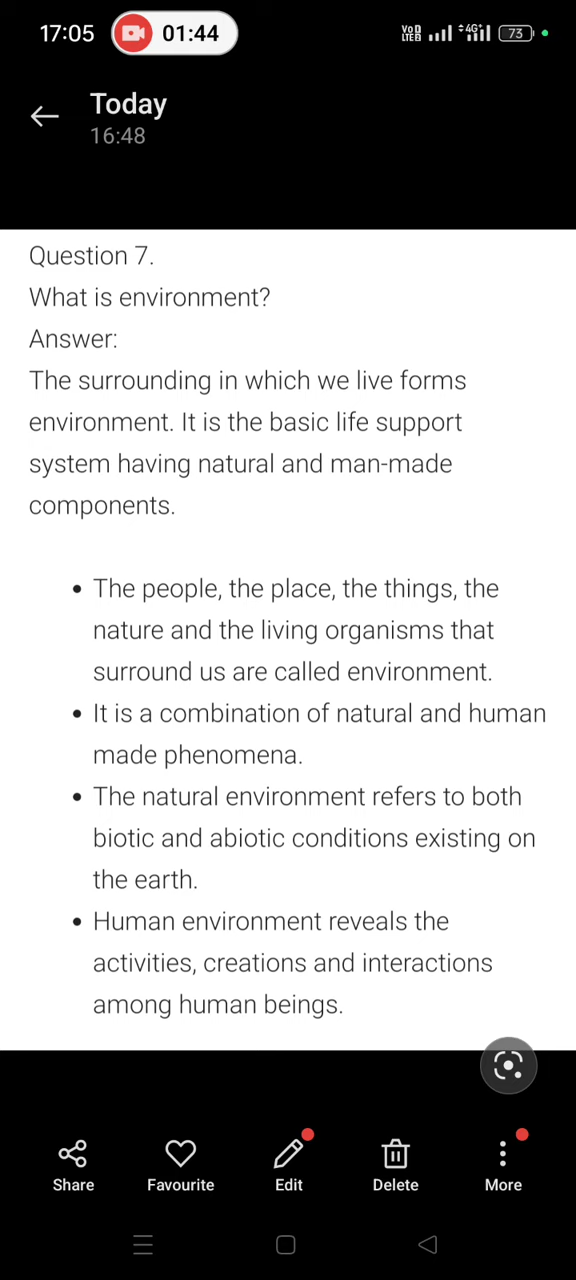 17:05 01:44 Vo LTE 4G+ 73
Today
16:48
Question 7.
What is environment?
Answer:
The surrounding in which we live forms
environment. It is the basic life support
system having natural and man-made
components.
• The people, the place, the things, the
nature and the living organisms that
surround us are called environment.
• It is a combination of natural and human
made phenomena.
• The natural environment refers to both
biotic and abiotic conditions existing on
the earth.
• Human environment reveals the
activities, creations and interactions
among human beings.
Share Favourite Edit Delete More